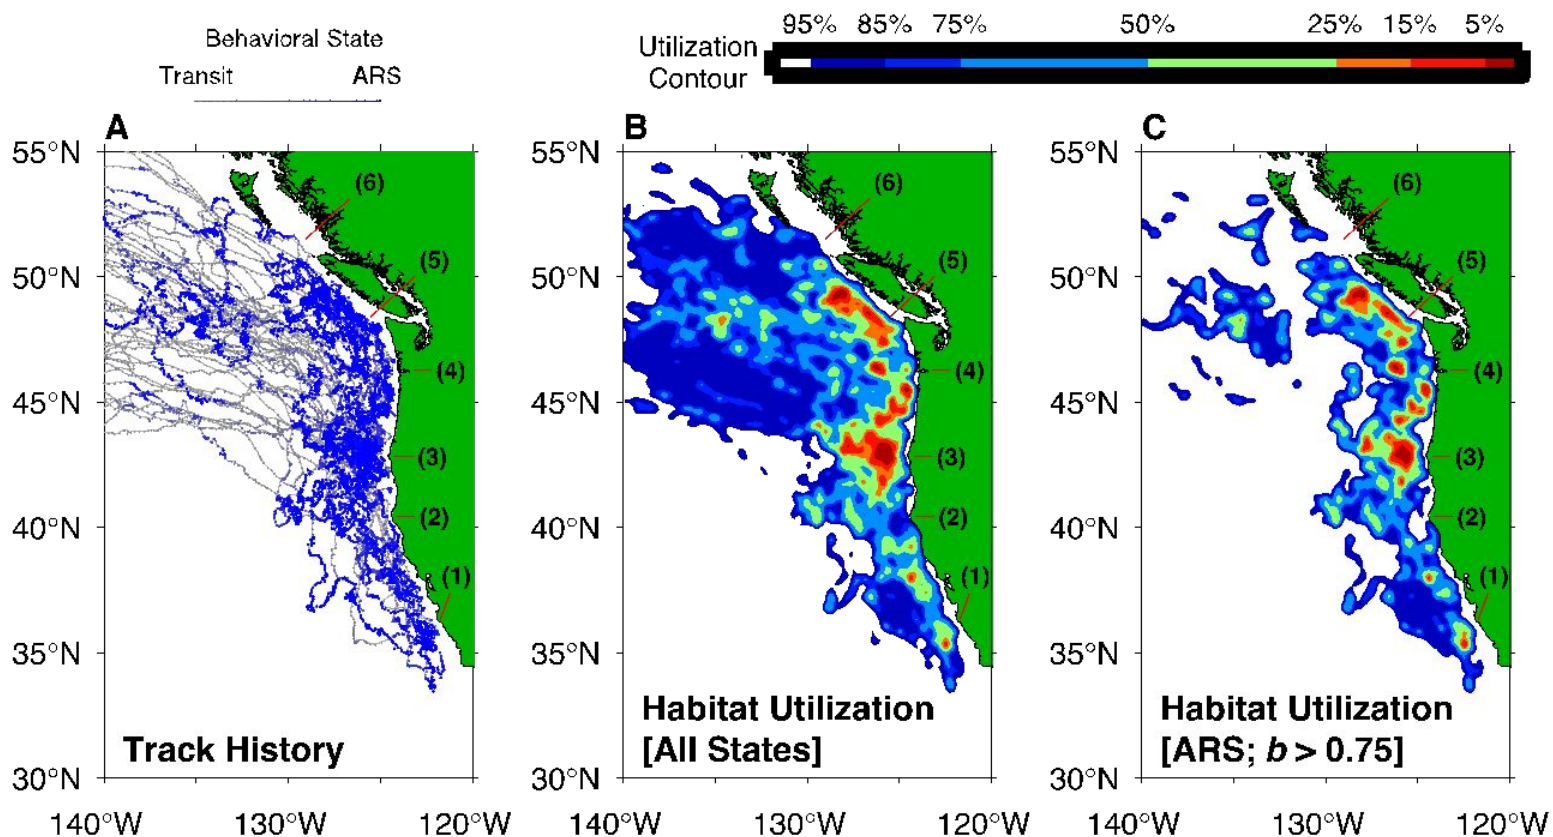 Behavioral State
Transit ARS
95% 85% 75% 50% 25% 15% 5%
Utilization
Contour
A
55°N
50°N
45°N
40°N
35°N
30°N
140°W 130°W 120°W
(6)
(5)
(4)
(3)
(2)
(1)
Track History
B
55°N
50°N
45°N
40°N
35°N
30°N
140°W 130°W 120°W
(6)
(5)
(4)
(3)
(2)
(1)
Habitat Utilization
[All States]
C
55°N
50°N
45°N
40°N
35°N
30°N
140°W 130°W 120°W
(6)
(5)
(4)
(3)
(2)
(1)
Habitat Utilization
[ARS; b > 0.75]